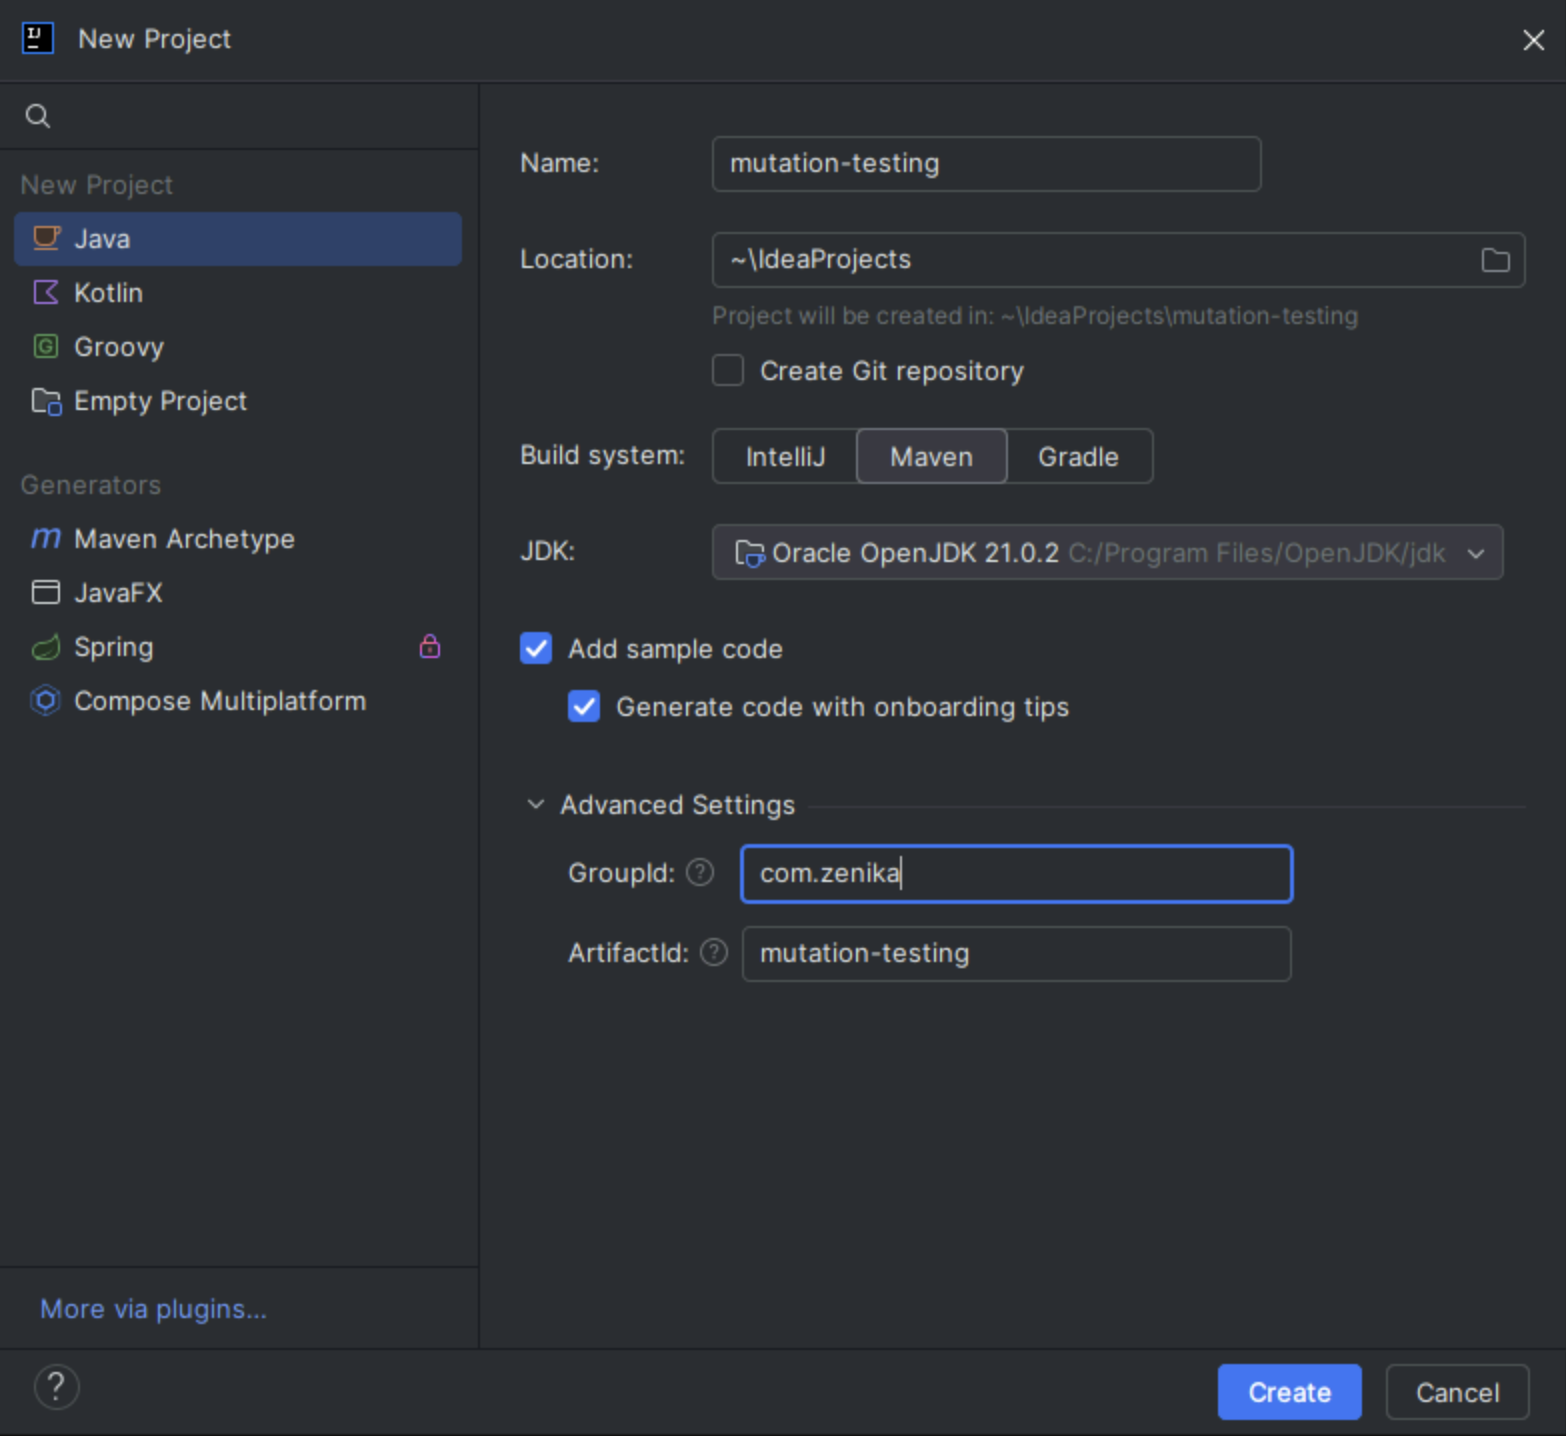 IJ
New Project
New Project
Java
Kotlin
G
Groovy
Empty Project
Generators
m
Maven Archetype
JavaFX
Spring
Compose Multiplatform
More via plugins...
?
Name:
mutation-testing
Location:
~\IdeaProjects
Project will be created in: ~\IdeaProjects\mutation-testing
Create Git repository
Build system:
IntelliJ
Maven
Gradle
JDK:
Oracle OpenJDK 21.0.2 C:/Program Files/OpenJDK/jdk
Add sample code
Generate code with onboarding tips
Advanced Settings
GroupId: ?
com.zenika
ArtifactId: ?
mutation-testing
Create
Cancel